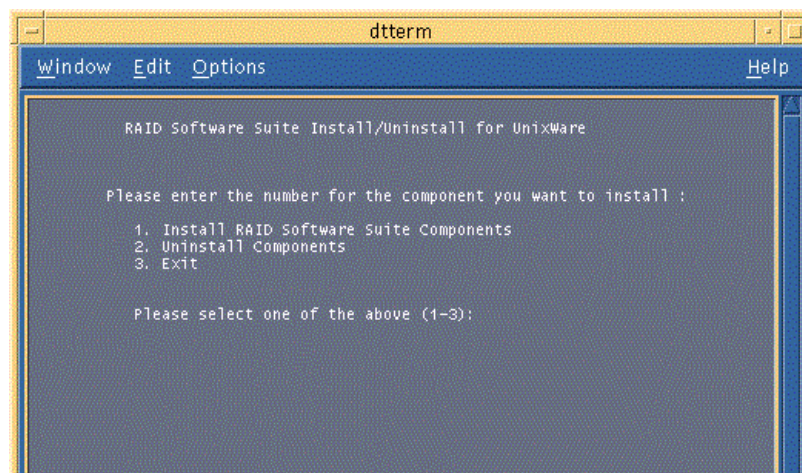 dtterm
Window Edit Options Help
RAID Software Suite Install/Uninstall for UnixWare
Please enter the number for the component you want to install :
1. Install RAID Software Suite Components
2. Uninstall Components
3. Exit
Please select one of the above (1-3):